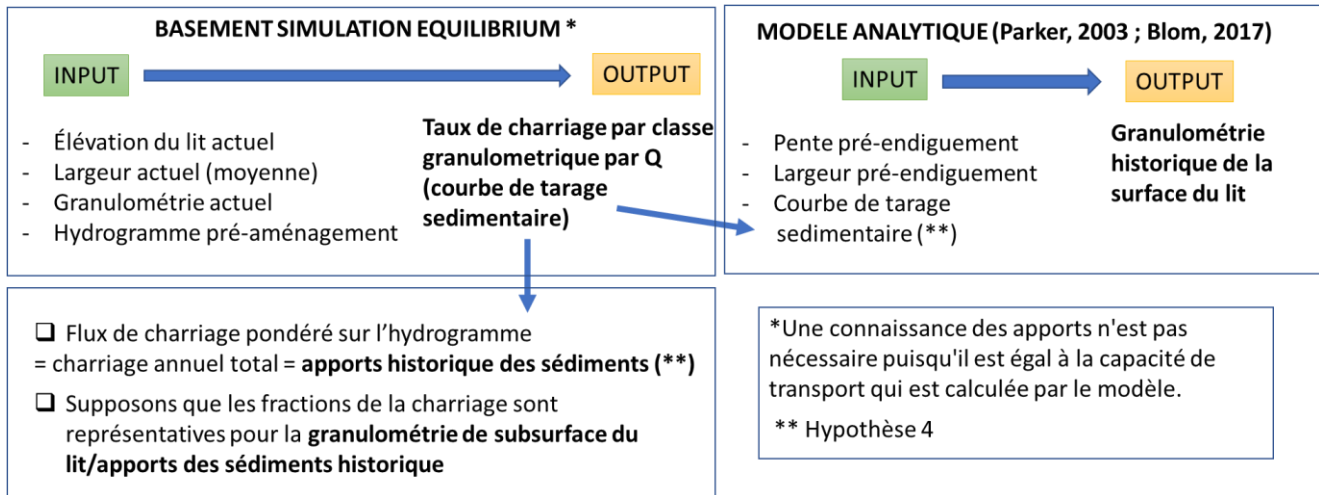 BASEMENT SIMULATION EQUILIBRIUM *
INPUT
OUTPUT
- Élévation du lit actuel
- Largeur actuel (moyenne)
- Granulométrie actuel
- Hydrogramme pré-aménagement
Taux de charriage par classe
granulometrique par Q
(courbe de tarage
sedimentaire)
MODELE ANALYTIQUE (Parker, 2003 ; Blom, 2017)
INPUT
OUTPUT
- Pente pré-endiguement
- Largeur pré-endiguement
- Courbe de tarage
sedimentaire (**)
Granulométrie
historique de la
surface du lit
❑ Flux de charriage pondéré sur l’hydrogramme
= charriage annuel total = apports historique des sédiments (**)
❑ Supposons que les fractions de la charriage sont
représentatives pour la granulométrie de subsurface du
lit/apports des sédiments historique
*Une connaissance des apports n'est pas
nécessaire puisqu'il est égal à la capacité de
transport qui est calculée par le modèle.
** Hypothèse 4